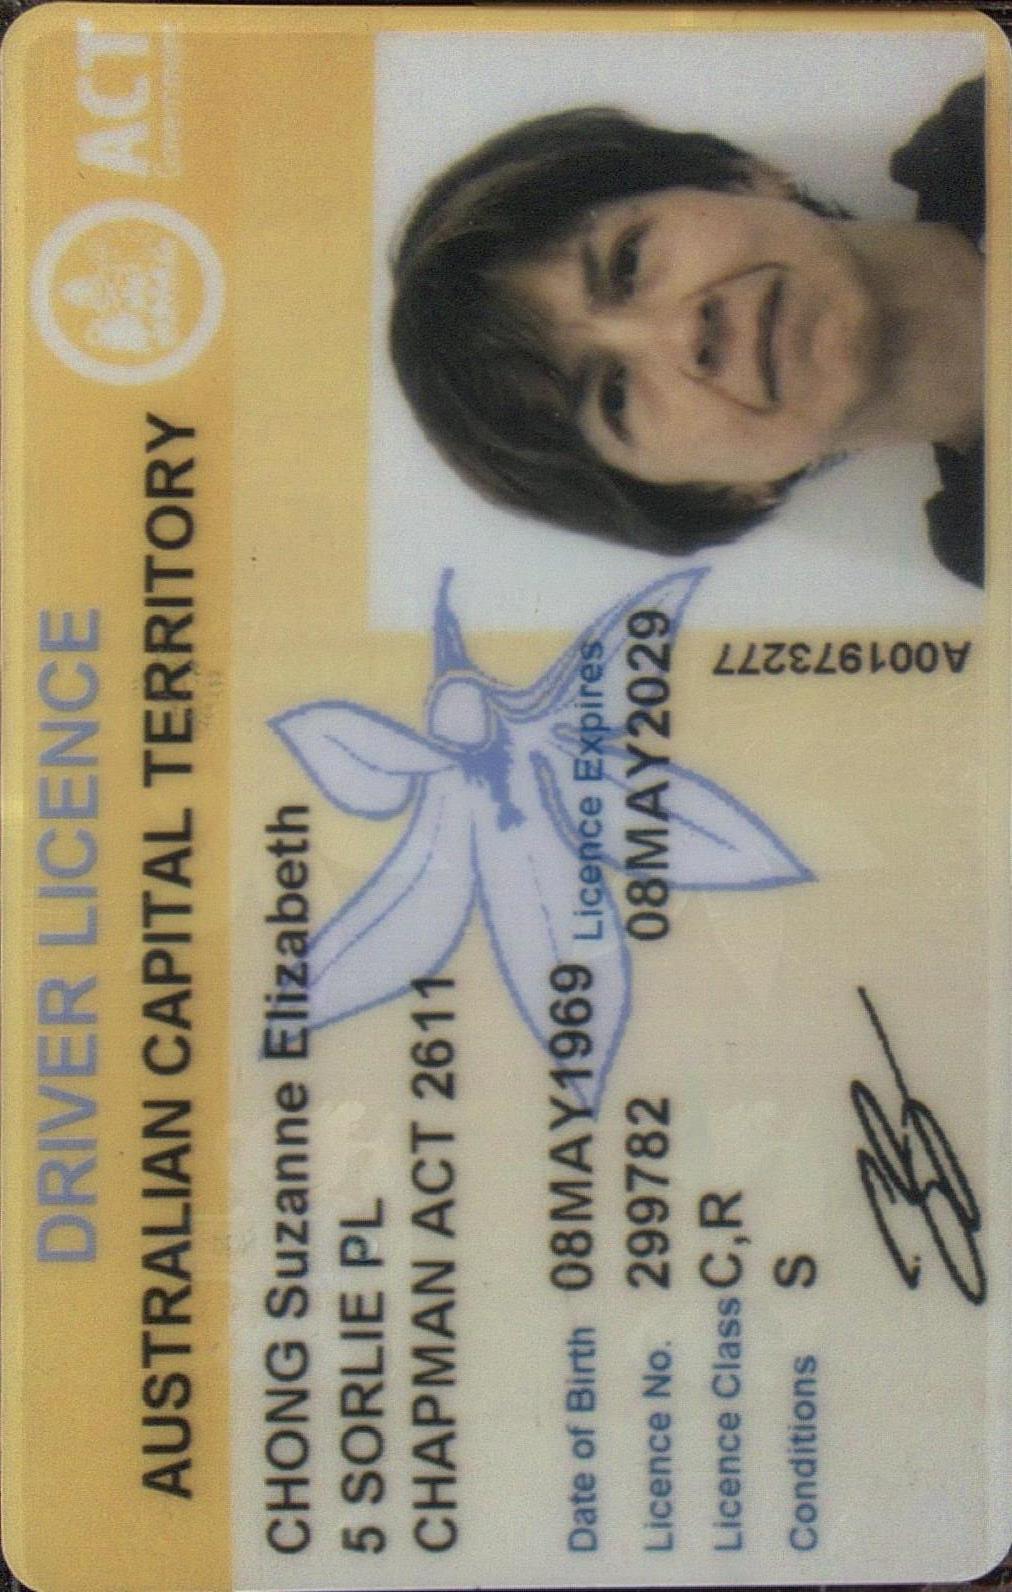 DRIVER LICENCE
ACT
Government
AUSTRALIAN CAPITAL TERRITORY
CHONG Suzanne Elizabeth
5 SORLIE PL
CHAPMAN ACT 2611
Date of Birth 08MAY1969 Licence Expires
Licence No. 299782 08MAY2029
Licence Class C,R
Conditions S
A001973277